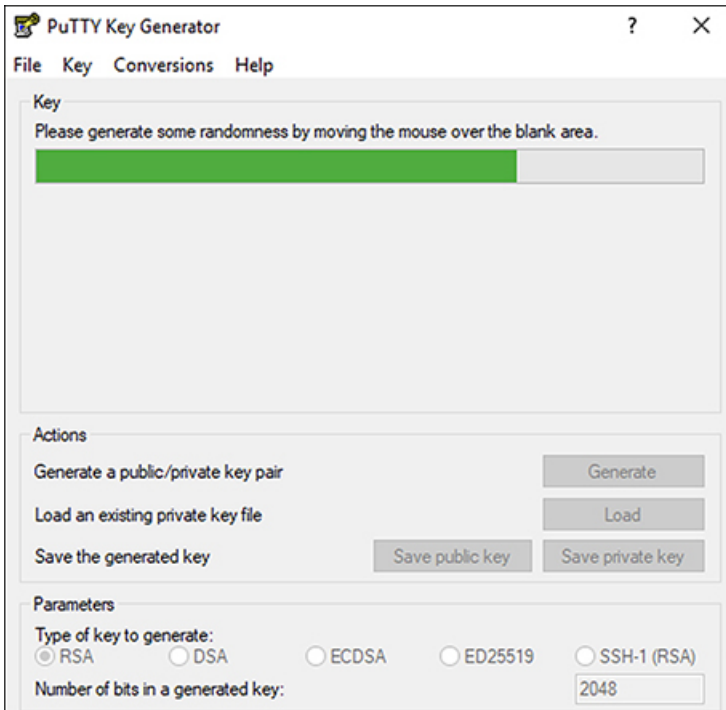 PuTTY Key Generator ?
File Key Conversions Help
Key
Please generate some randomness by moving the mouse over the blank area.
Actions
Generate a public/private key pair Generate
Load an existing private key file Load
Save the generated key Save public key Save private key
Parameters
Type of key to generate:
RSA DSA ECDSA ED25519 SSH-1 (RSA)
Number of bits in a generated key: 2048